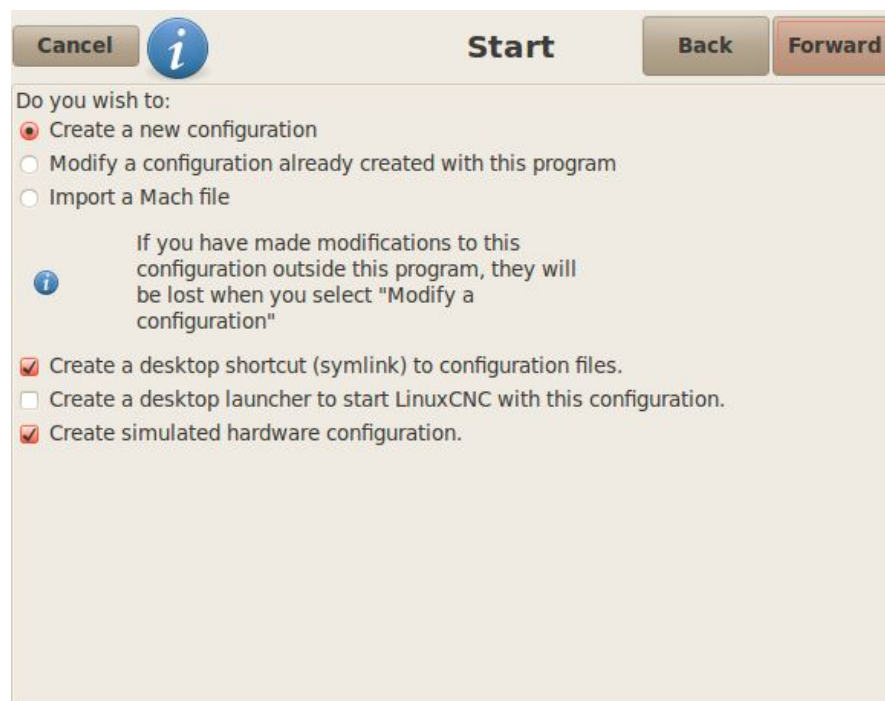 Cancel
i
Start
Back
Forward
Do you wish to:
Create a new configuration
Modify a configuration already created with this program
Import a Mach file
i
If you have made modifications to this
configuration outside this program, they will
be lost when you select "Modify a
configuration"
Create a desktop shortcut (symlink) to configuration files.
Create a desktop launcher to start LinuxCNC with this configuration.
Create simulated hardware configuration.